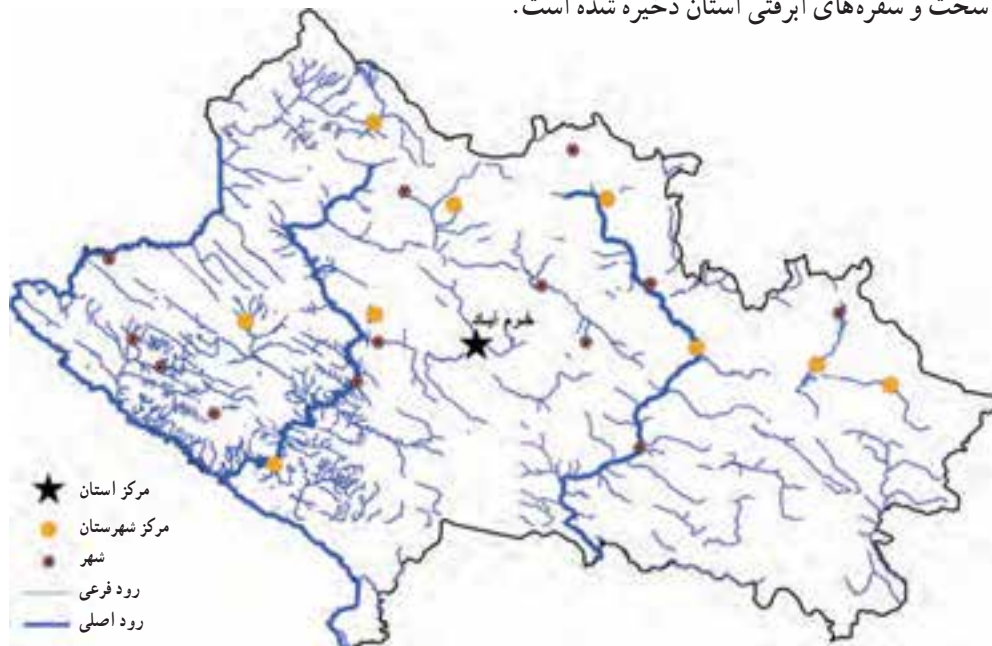 سخت و سفره‌های آبرفتی استان ذخیره شده است.
خرم آباد
مرکز استان
مرکز شهرستان
شهر
رود فرعی
رود اصلی